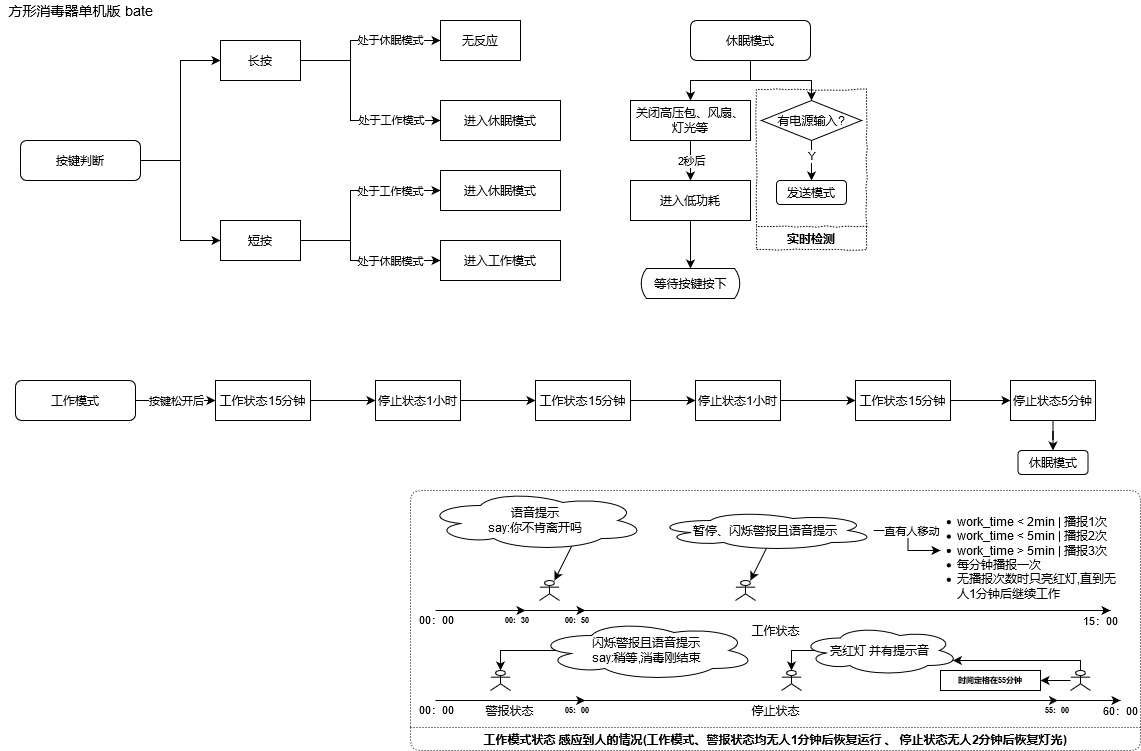 方形消毒器单机版 bate
按键判断
长按
处于休眠模式
无反应
处于工作模式
进入休眠模式
短按
处于工作模式
进入休眠模式
处于休眠模式
进入工作模式
休眠模式
关闭高压包、风扇、
灯光等
2秒后
进入低功耗
等待按键按下
有电源输入?
Y
发送模式
实时检测
工作模式
按键松开后
工作状态15分钟
停止状态1小时
工作状态15分钟
停止状态1小时
工作状态15分钟
停止状态5分钟
休眠模式
语音提示
say:你不肯离开吗
暂停、闪烁警报且语音提示
一直有人移动
work_time < 2min | 播报1次
work_time < 5min | 播报2次
work_time > 5min | 播报3次
每分钟播报一次
无播报次数时只亮红灯,直到无
人1分钟后继续工作
00: 00
00: 30
00: 50
工作状态
15: 00
闪烁警报且语音提示
say:稍等,消毒刚结束
亮红灯 并有提示音
时间定格在55分钟
00: 00
警报状态
05: 00
停止状态
55: 00
60: 00
工作模式状态 感应到人的情况(工作模式、警报状态均无人1分钟后恢复运行 、 停止状态无人2分钟后恢复灯光)